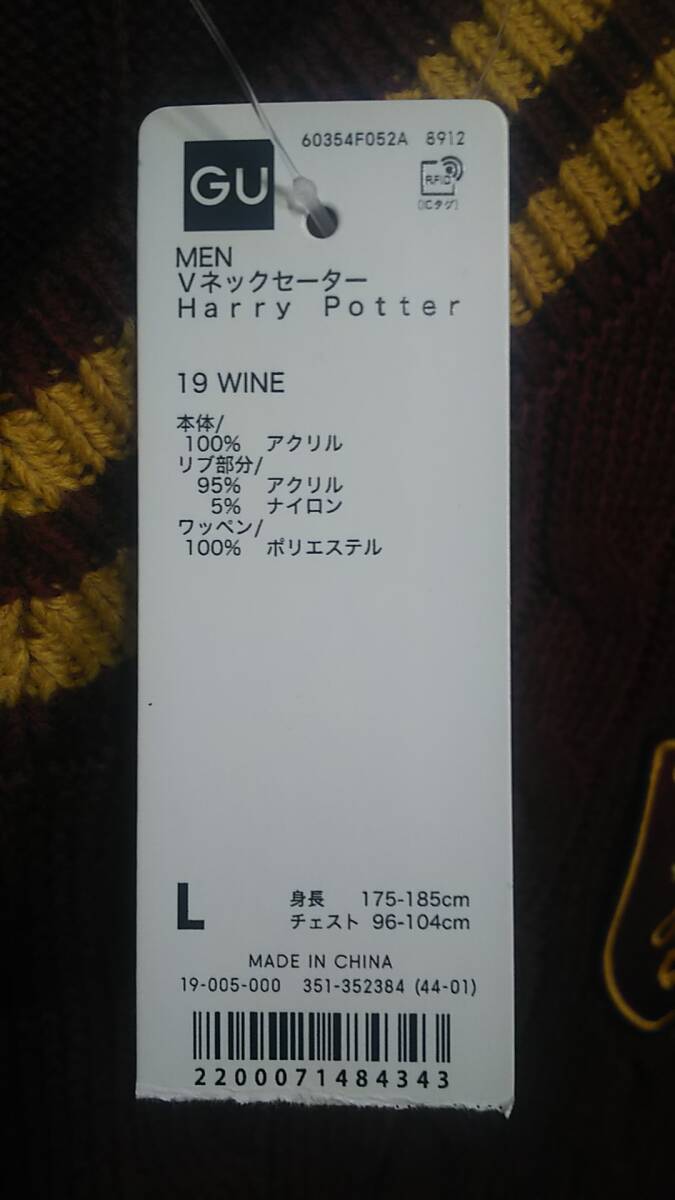 60354F052A 8912
GU
RFID
(ICタグ)
MEN
Vネックセーター
Harry Potter
19 WINE
本体/
100% アクリル
リブ部分/
95% アクリル
5% ナイロン
ワッペン/
100% ポリエステル
L
身長 175-185cm
チェスト 96-104cm
MADE IN CHINA
19-005-000 351-352384 (44-01)
2200071484343